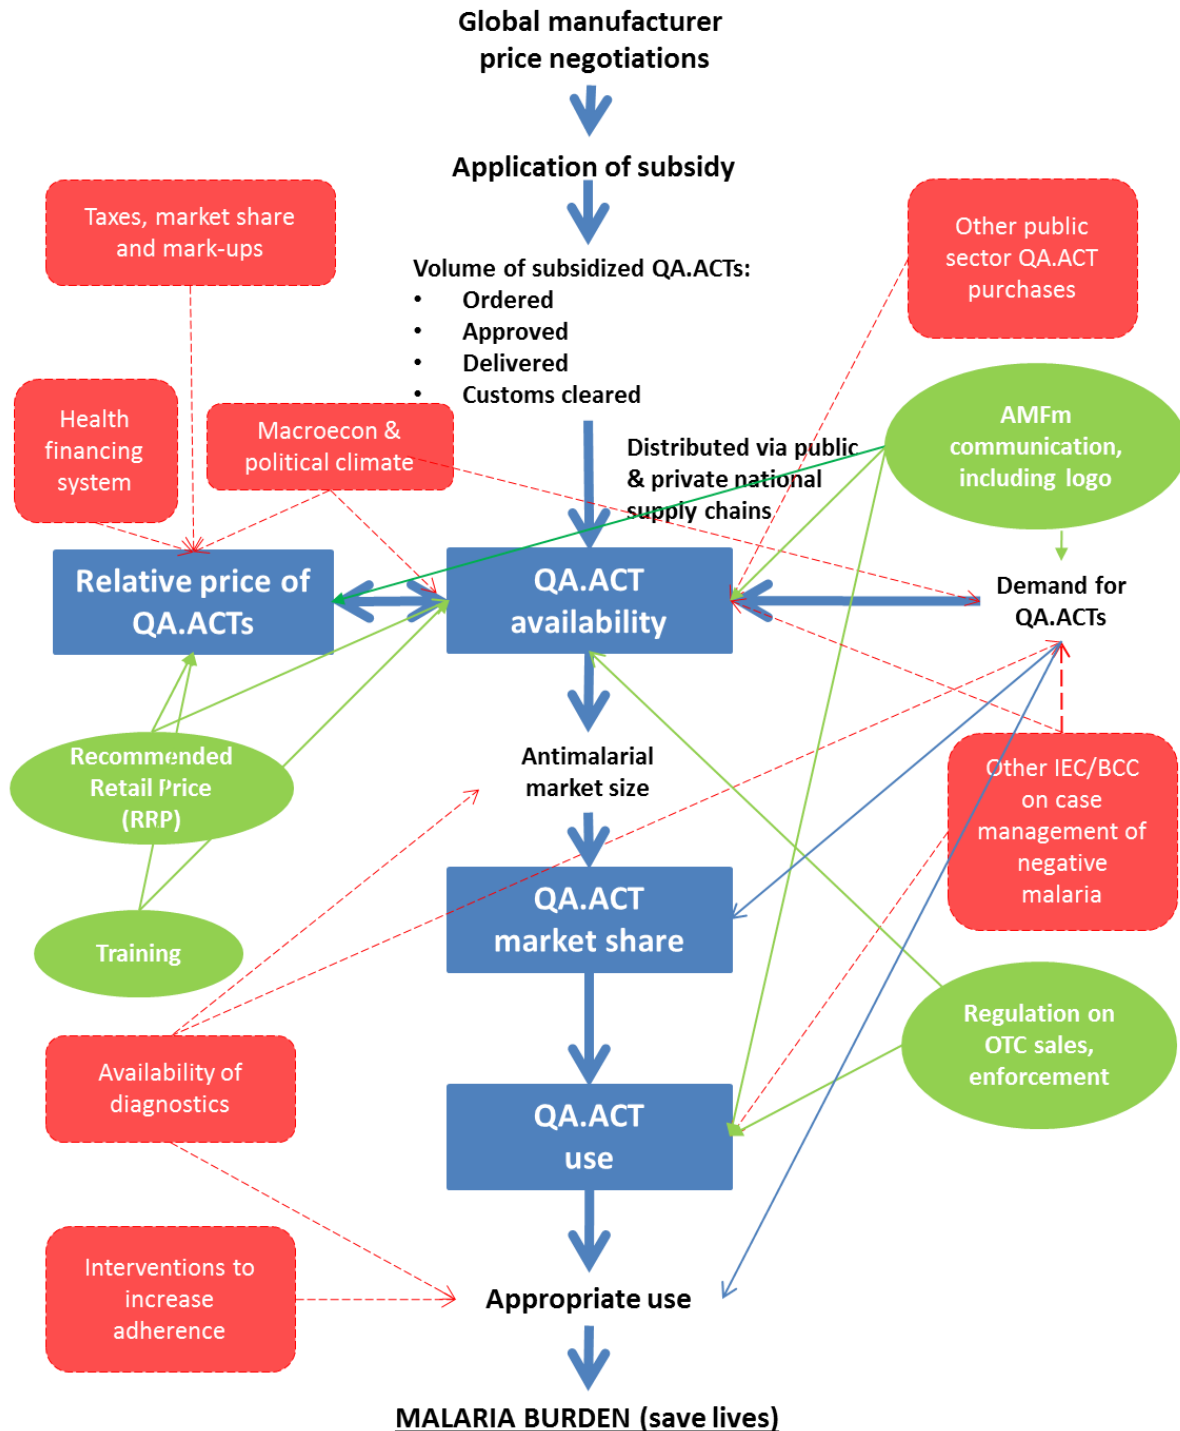 Global manufacturer
price negotiations
Application of subsidy
Taxes, market share
and mark-ups
Other public
sector QA.ACT
purchases
Volume of subsidized QA.ACTs:
• Ordered
• Approved
• Delivered
• Customs cleared
Health
financing
system
Macroecon &
political climate
Distributed via public
& private national
supply chains
AMFm
communication,
including logo
Relative price of
QA.ACTs
QA.ACT
availability
Demand for
QA.ACTs
Recommended
Retail Price
(RRP)
Antimalarial
market size
Other IEC/BCC
on case
management of
negative
malaria
QA.ACT
market share
Training
Regulation on
OTC sales,
enforcement
Availability of
diagnostics
QA.ACT
use
Interventions to
increase
adherence
Appropriate use
MALARIA BURDEN (save lives)